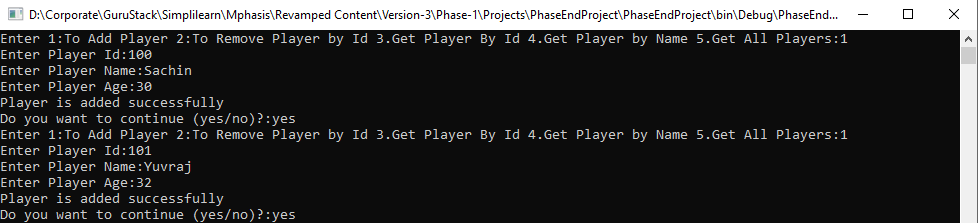 D:\Corporate\GuruStack\Simplilearn\Mphasis\Revamped Content\Version-3\Phase-1\Projects\PhaseEndProject\PhaseEndProject\bin\Debug\PhaseEn...
Enter 1:To Add Player 2:To Remove Player by Id 3.Get Player By Id 4.Get Player by Name 5.Get All Players:1
Enter Player Id:100
Enter Player Name:Sachin
Enter Player Age:30
Player is added successfully
Do you want to continue (yes/no)?:yes
Enter 1:To Add Player 2:To Remove Player by Id 3.Get Player By Id 4.Get Player by Name 5.Get All Players:1
Enter Player Id:101
Enter Player Name:Yuvraj
Enter Player Age:32
Player is added successfully
Do you want to continue (yes/no)?:yes